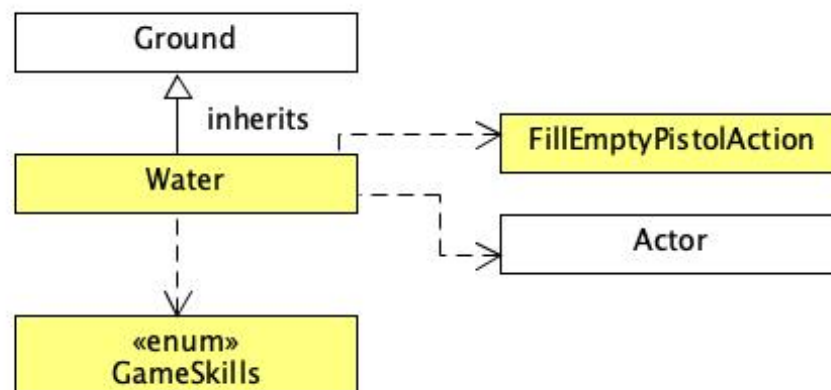 Ground
inherits
FillEmptyPistolAction
Water
Actor
«enum»
GameSkills